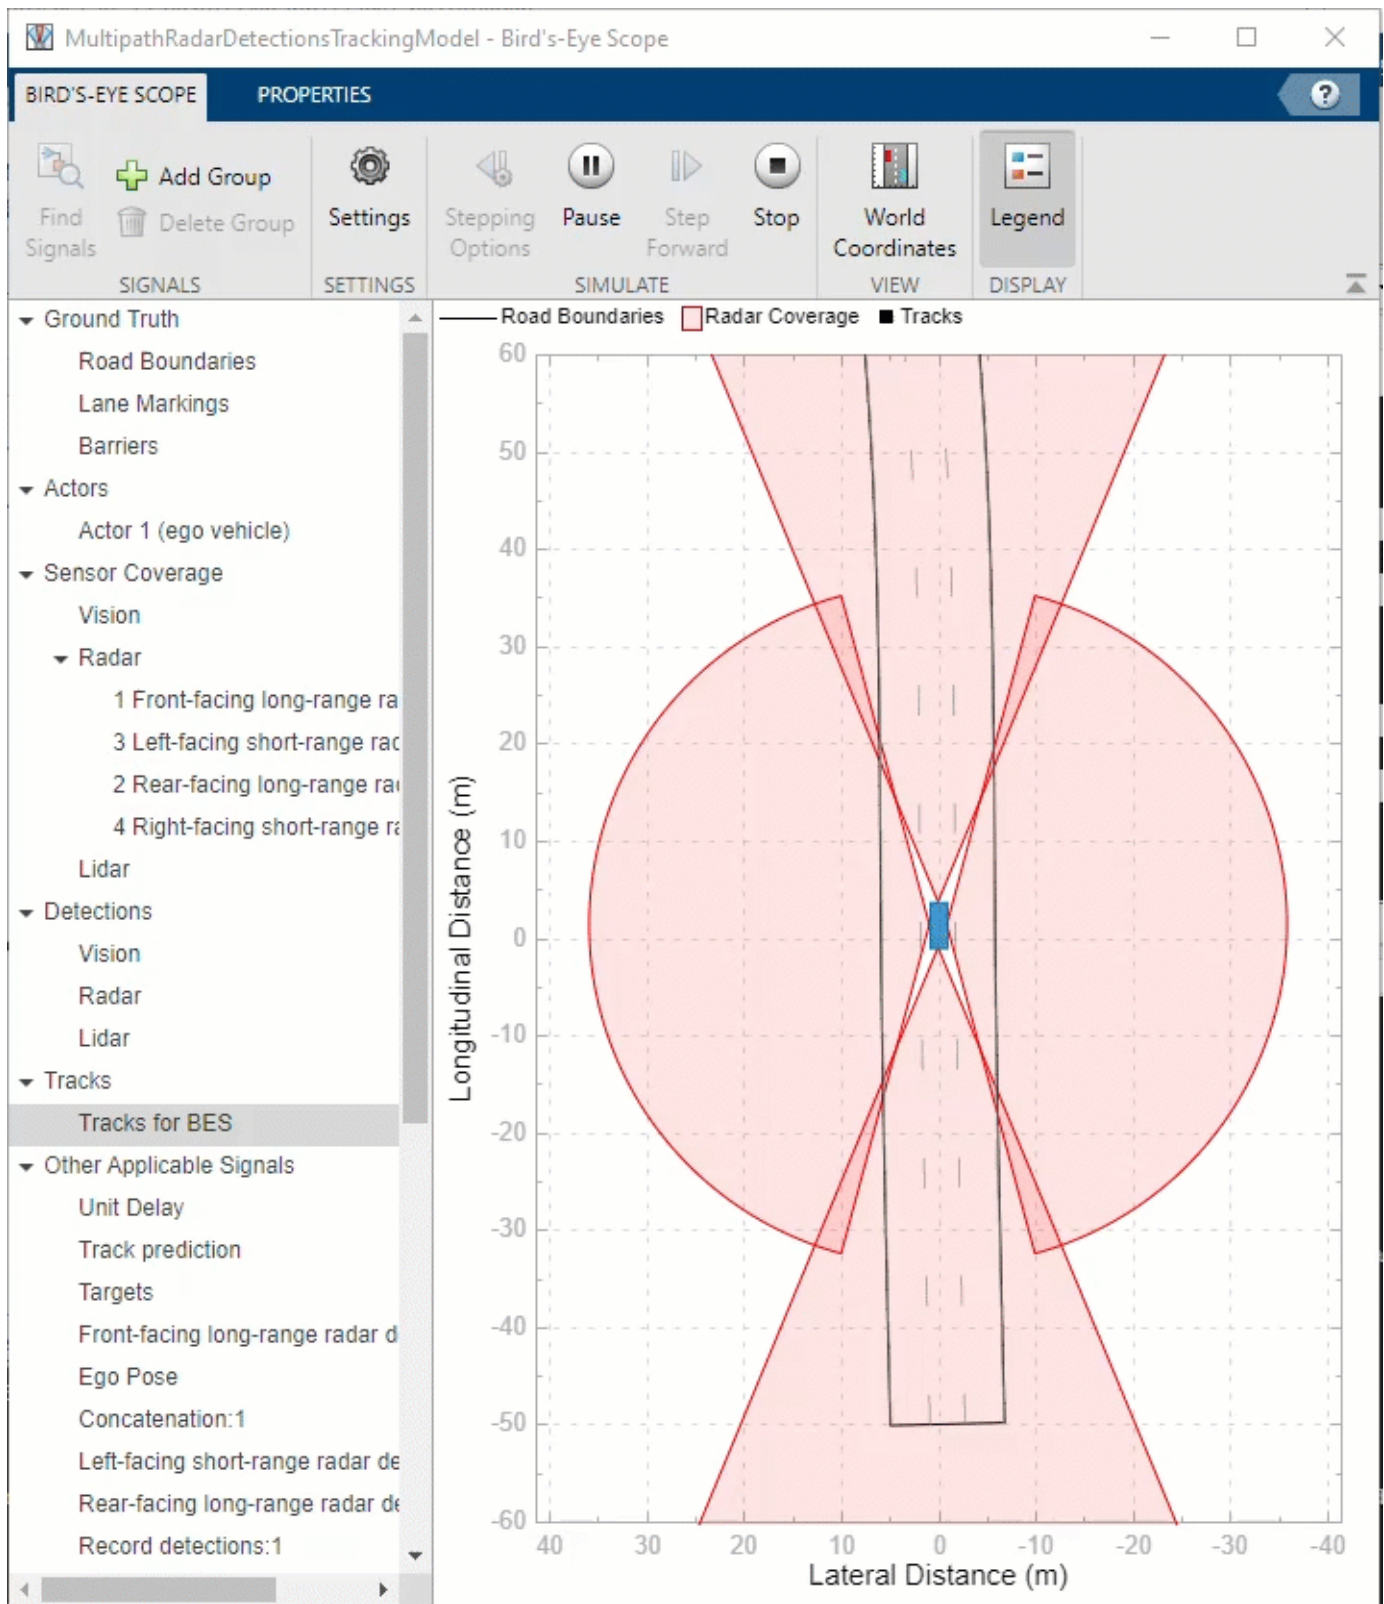 MultipathRadarDetectionsTrackingModel - Bird's-Eye Scope
BIRD'S-EYE SCOPE PROPERTIES ?
Find Signals
Add Group
Delete Group
Settings
Stepping Options
Pause
Step Forward
Stop
World Coordinates
Legend
SIGNALS SETTINGS SIMULATE VIEW DISPLAY
Ground Truth
Road Boundaries
Lane Markings
Barriers
Actors
Actor 1 (ego vehicle)
Sensor Coverage
Vision
Radar
1 Front-facing long-range ra
3 Left-facing short-range rad
2 Rear-facing long-range ra
4 Right-facing short-range ra
Lidar
Detections
Vision
Radar
Lidar
Tracks
Tracks for BES
Other Applicable Signals
Unit Delay
Track prediction
Targets
Front-facing long-range radar d
Ego Pose
Concatenation:1
Left-facing short-range radar de
Rear-facing long-range radar de
Record detections:1
Road Boundaries Radar Coverage Tracks
60
50
40
30
20
10
0
-10
-20
-30
-40
-50
-60
Longitudinal Distance (m)
40 30 20 10 0 -10 -20 -30 -40
Lateral Distance (m)